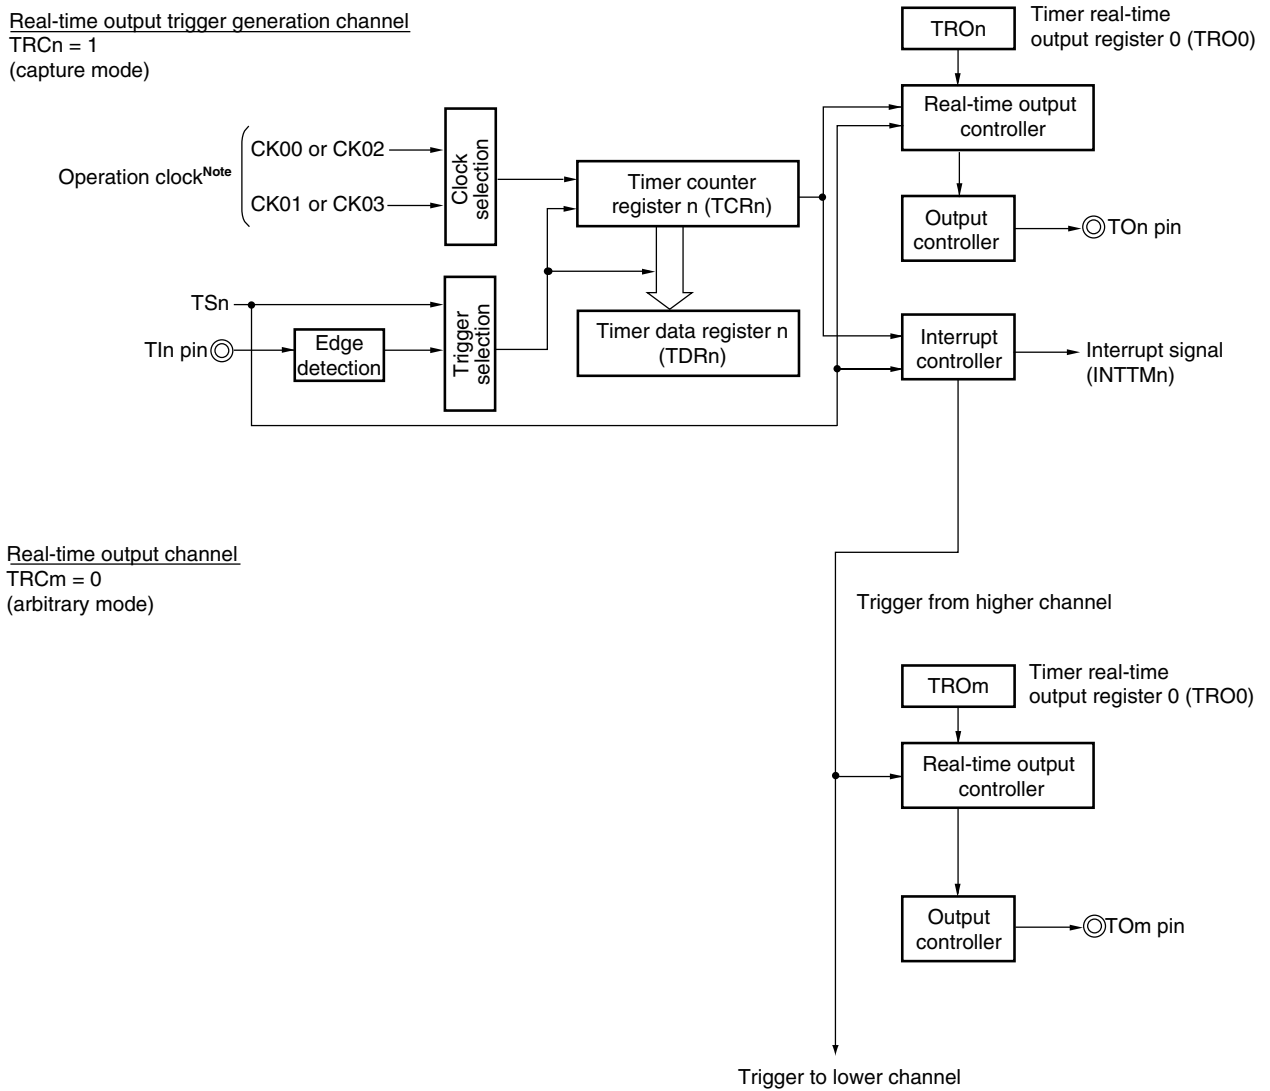 Real-time output trigger generation channel
TRCn = 1
(capture mode)
TROn
Timer real-time
output register 0 (TRO0)
Real-time output
controller
Operation clockNote
CK00 or CK02
CK01 or CK03
Clock
selection
Timer counter
register n (TCRn)
Output
controller
TOn pin
TSn
TIn pin
Edge
detection
Trigger
selection
Timer data register n
(TDRn)
Interrupt
controller
Interrupt signal
(INTTMn)
Real-time output channel
TRCm = 0
(arbitrary mode)
Trigger from higher channel
TROm
Timer real-time
output register 0 (TRO0)
Real-time output
controller
Output
controller
TOm pin
Trigger to lower channel